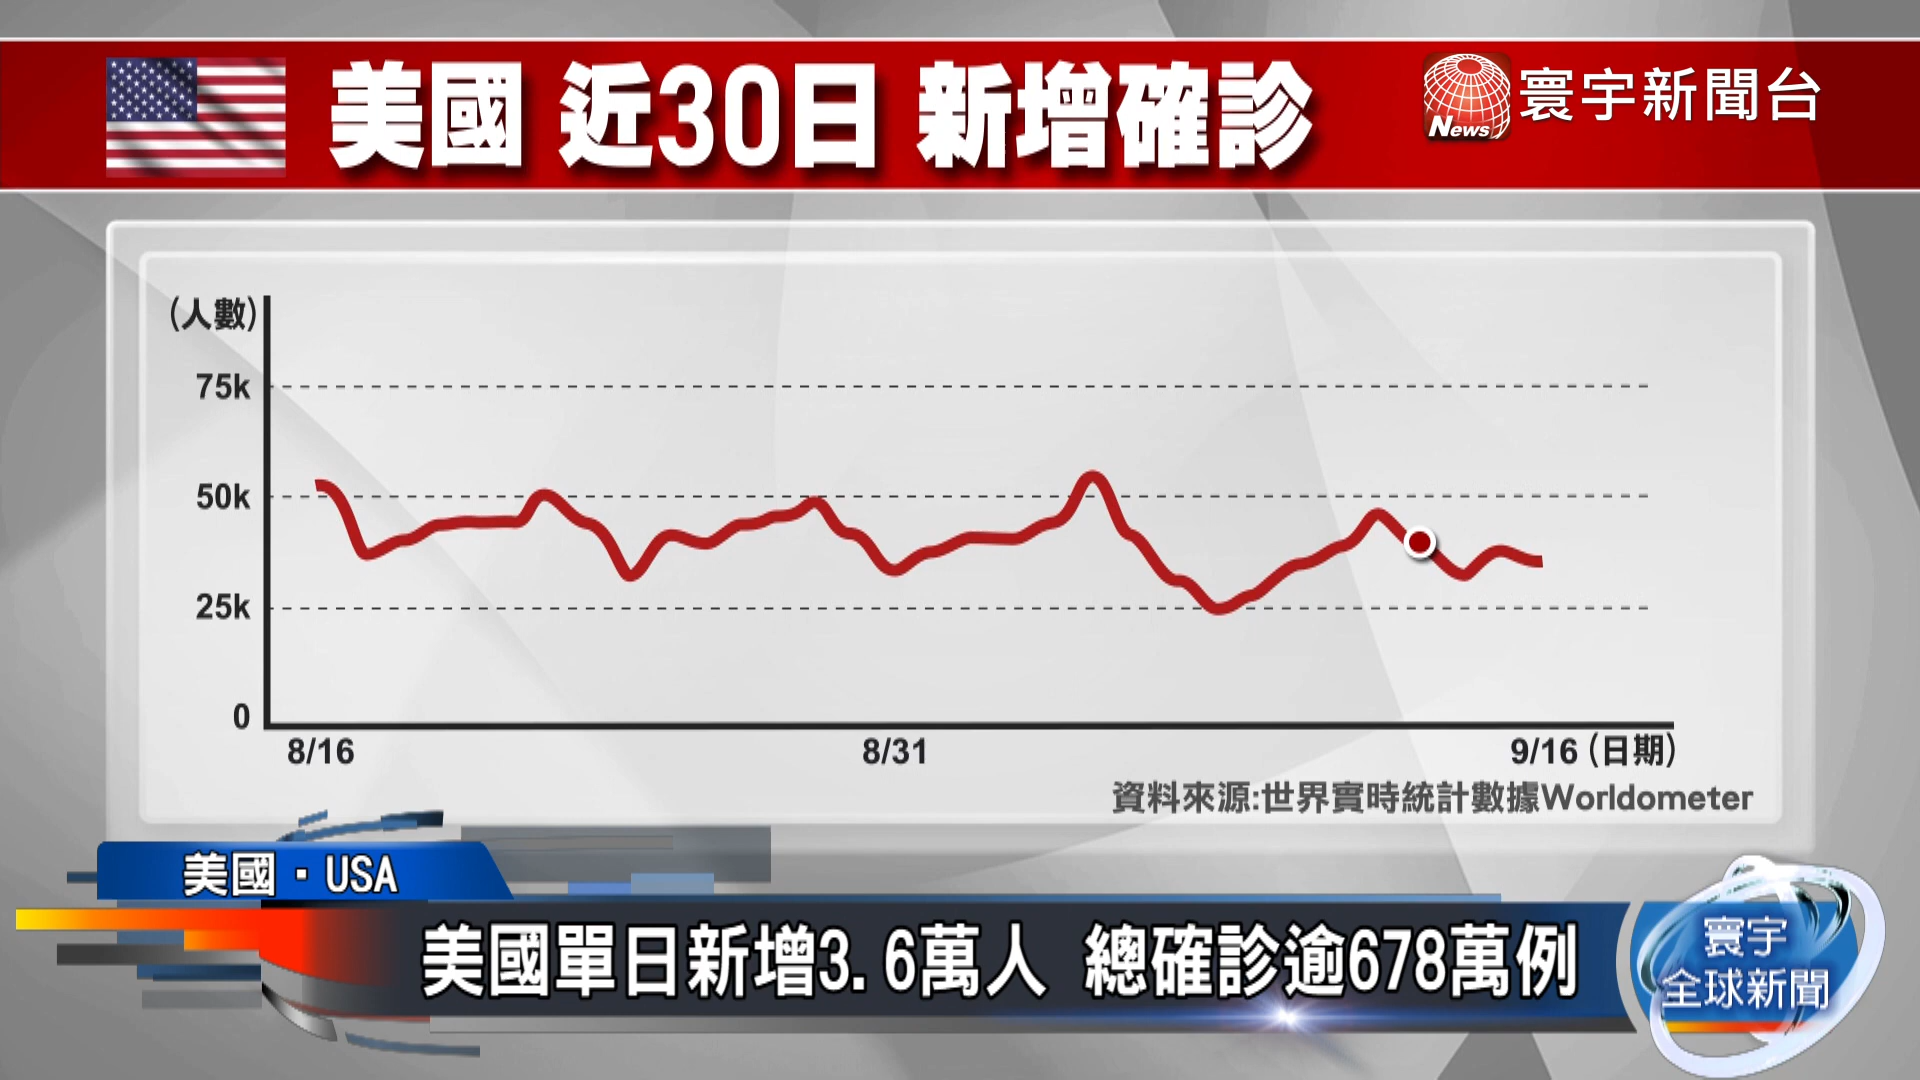 美國 近30日 新增確診
News 寰宇新聞台
(人數)
75k
50k
25k
0
8/16 8/31 9/16 (日期)
資料來源:世界實時統計數據Worldometer
美國·USA
美國單日新增3.6萬人 總確診逾678萬例
寰宇
全球新聞